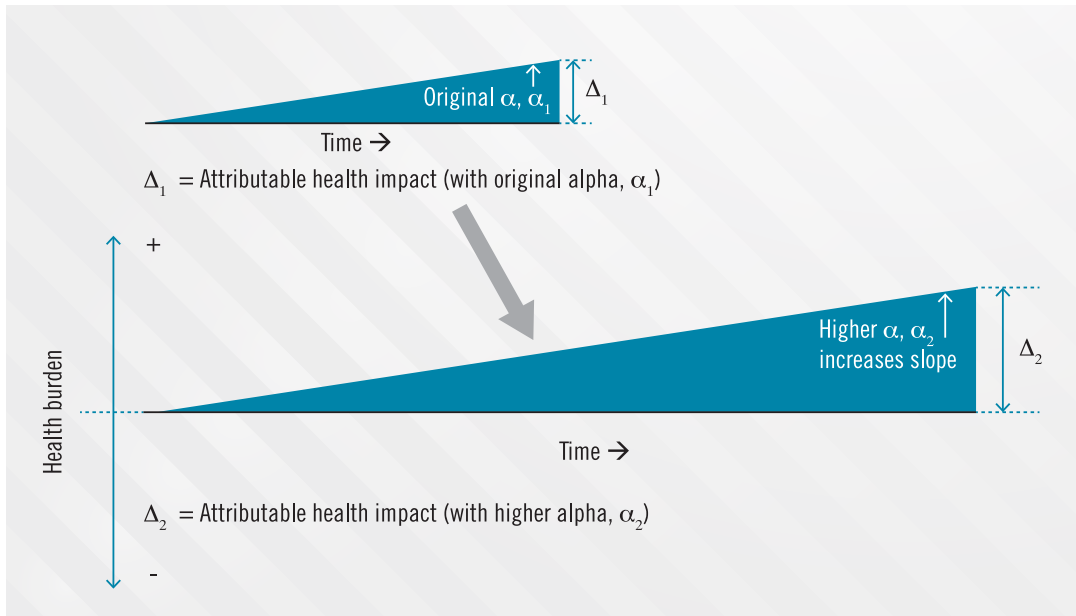 Original α, α₁
Δ₁
Time →
Δ₁ = Attributable health impact (with original alpha, α₁)
+
Higher α, α₂
increases slope
Δ₂
Health burden
Time →
Δ₂ = Attributable health impact (with higher alpha, α₂)
-